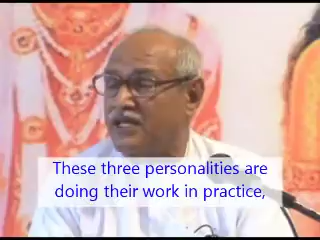 These three personalities are
doing their work in practice,